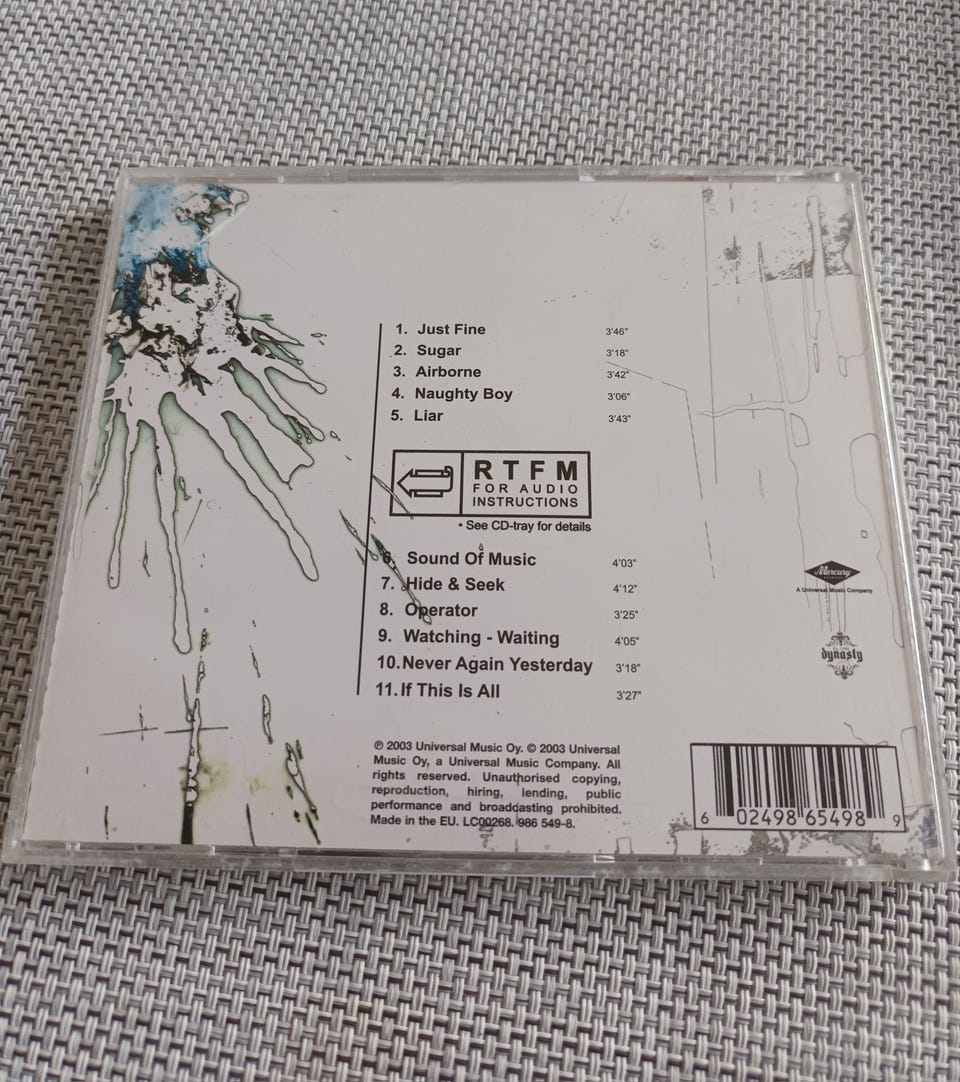 1. Just Fine 3'46"
2. Sugar 3'18"
3. Airborne 3'42"
4. Naughty Boy 3'06"
5. Liar 3'43"
RTFM
FOR AUDIO
INSTRUCTIONS
• See CD-tray for details
6. Sound Of Music 4'03"
7. Hide & Seek 4'12"
8. Operator 3'25"
9. Watching - Waiting 4'05"
10. Never Again Yesterday 3'18"
11. If This Is All 3'27"
Mercury
A Universal Music Company
dynasty
℗ 2003 Universal Music Oy. © 2003 Universal
Music Oy, a Universal Music Company. All
rights reserved. Unauthorised copying,
reproduction, hiring, lending, public
performance and broadcasting prohibited.
Made in the EU. LC00268. 986 549-8.
6 02498 65498 9